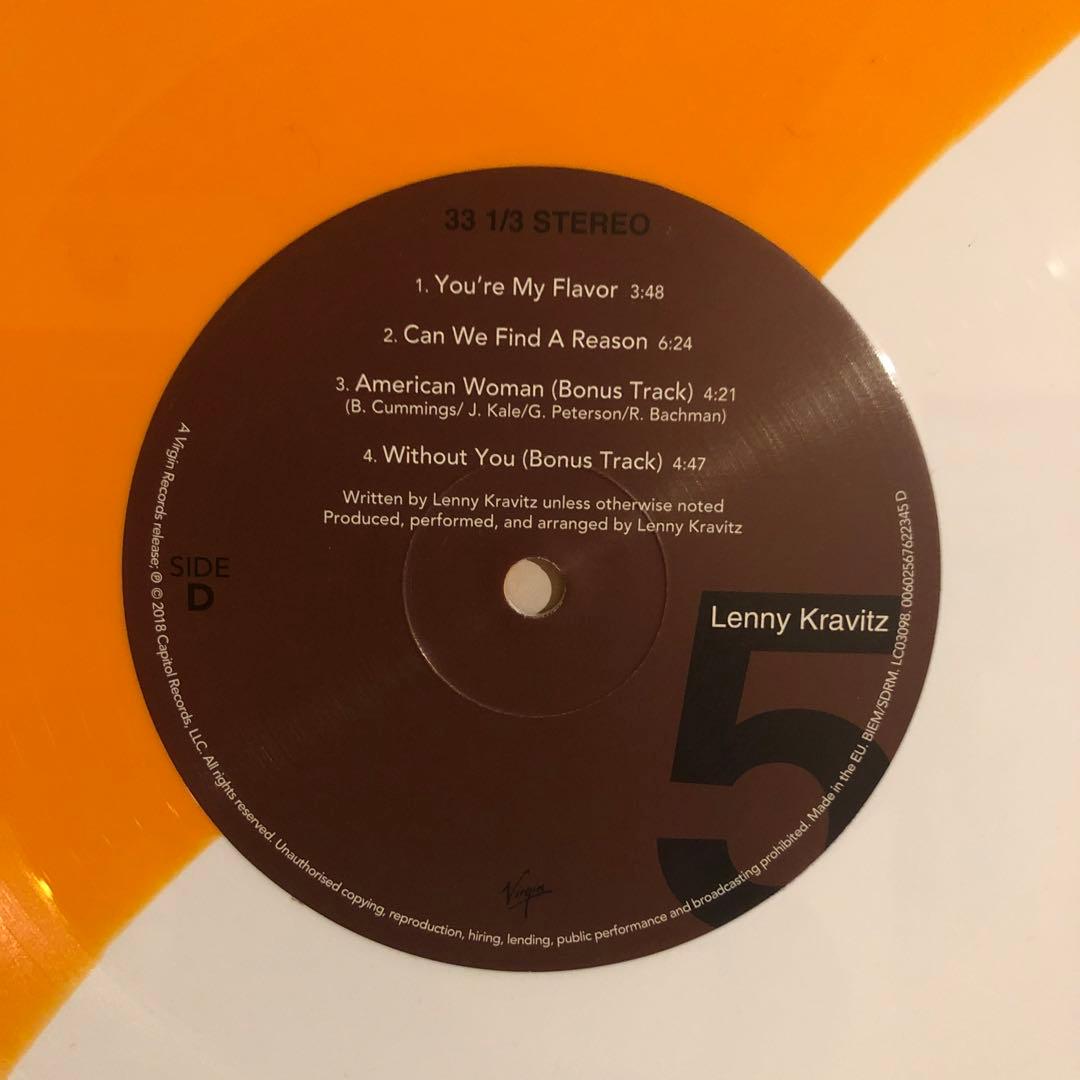 33 1/3 STEREO
1. You're My Flavor 3:48
2. Can We Find A Reason 6:24
3. American Woman (Bonus Track) 4:21
(B. Cummings/ J. Kale/G. Peterson/R. Bachman)
4. Without You (Bonus Track) 4:47
Written by Lenny Kravitz unless otherwise noted
Produced, performed, and arranged by Lenny Kravitz
SIDE
D
Lenny Kravitz
5
Virgin
A Virgin Records release; ℗ © 2018 Capitol Records, LLC. All rights reserved. Unauthorised copying, reproduction, hiring, lending, public performance and broadcasting prohibited. Made in the EU. BIEM/SDRM. LC03098. 00602567622345 D